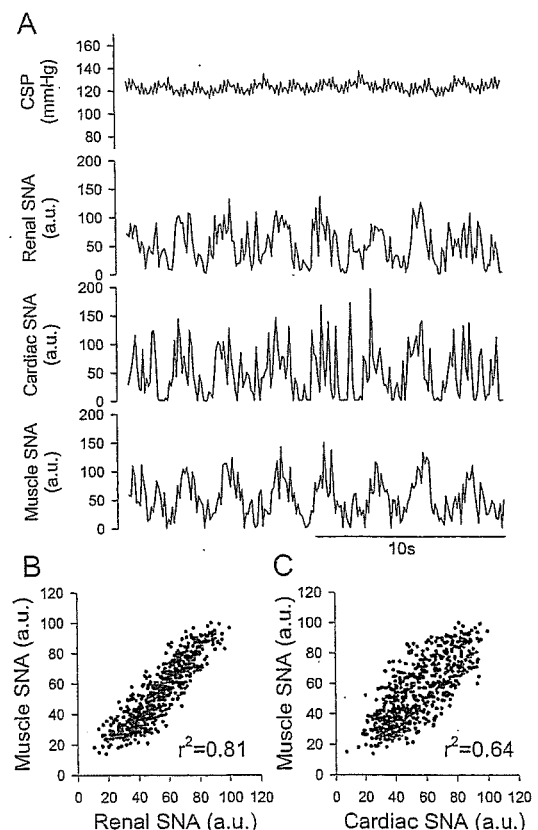 A
CSP
(mmHg)
160
140
120
100
80
Renal SNA
(a.u.)
200
150
100
50
0
Cardiac SNA
(a.u.)
200
150
100
50
0
Muscle SNA
(a.u.)
200
150
100
50
0
10s
B
Muscle SNA (a.u.)
120
100
80
60
40
20
0
r²=0.81
0 20 40 60 80 100 120
Renal SNA (a.u.)
C
Muscle SNA (a.u.)
120
100
80
60
40
20
0
r²=0.64
0 20 40 60 80 100 120
Cardiac SNA (a.u.)